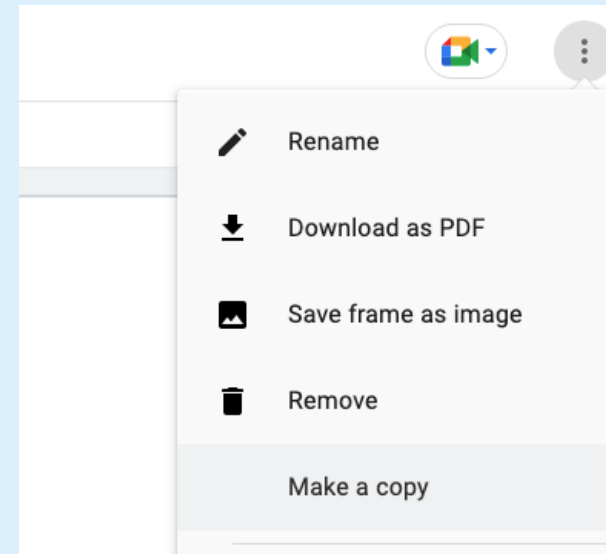 Rename
Download as PDF
Save frame as image
Remove
Make a copy